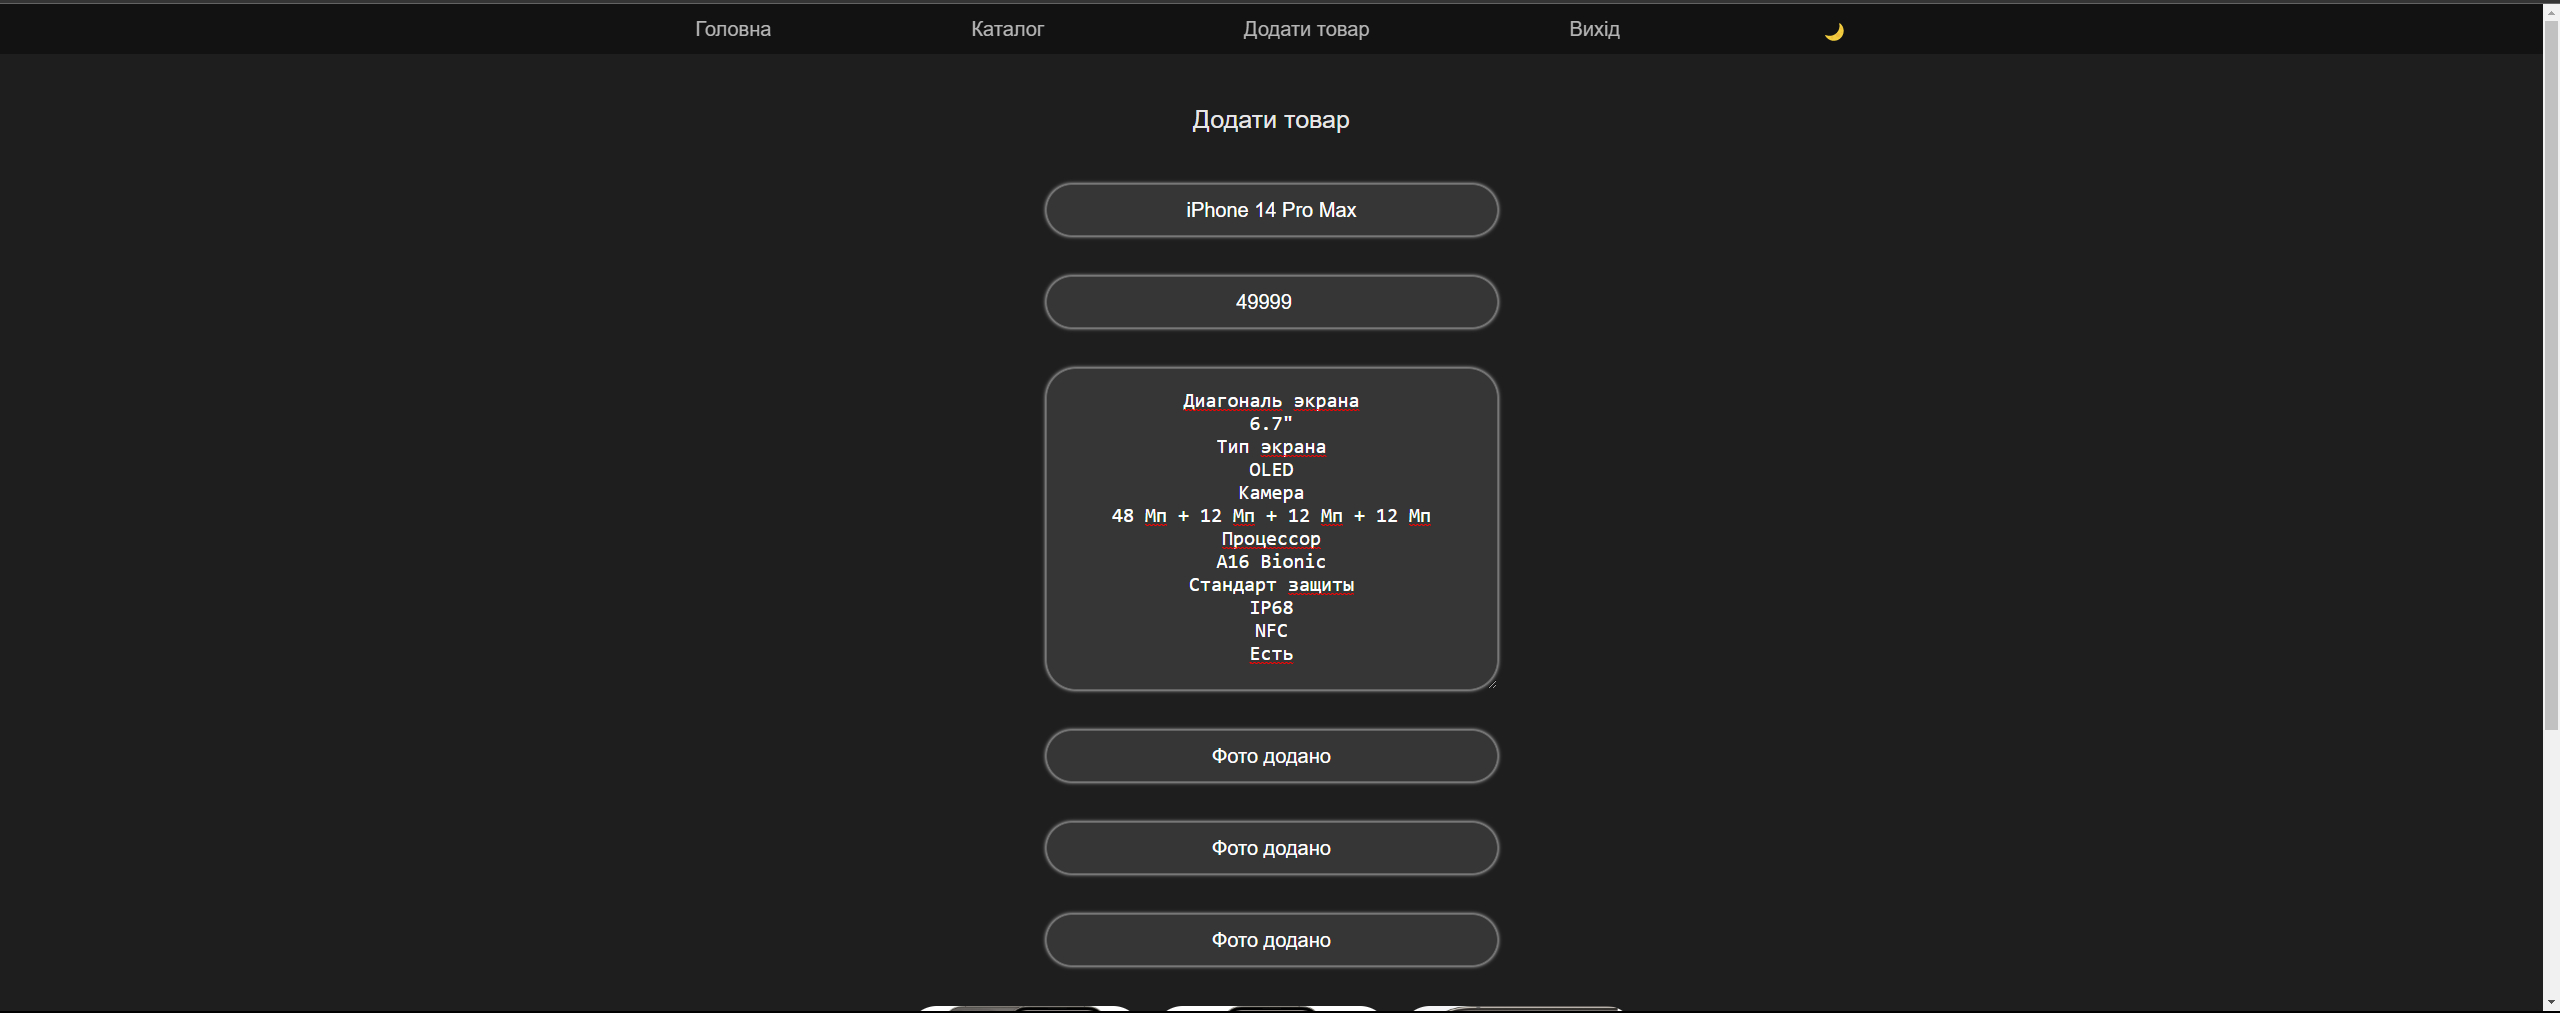 Головна Каталог Додати товар Вихід
Додати товар
iPhone 14 Pro Max
49999
Диагональ экрана
6.7"
Тип экрана
OLED
Камера
48 Мп + 12 Мп + 12 Мп + 12 Мп
Процессор
A16 Bionic
Стандарт защиты
IP68
NFC
Есть
Фото додано
Фото додано
Фото додано